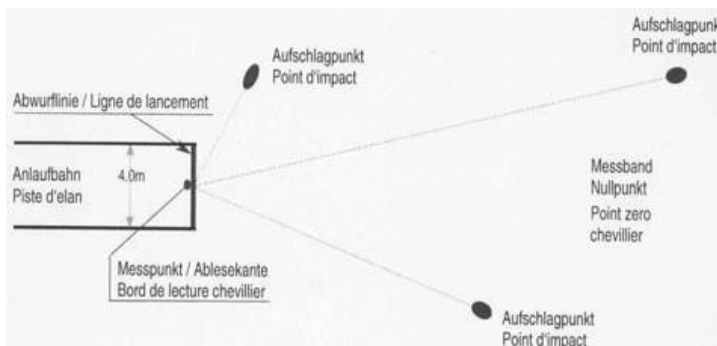 Aufschlagpunkt
Point d'impact
Aufschlagpunkt
Point d'impact
Abwurflinie / Ligne de lancement
Anlaufbahn
Piste d'elan
4.0m
Messband
Nullpunkt
Point zero
chevillier
Messpunkt / Ablesekante
Bord de lecture chevillier
Aufschlagpunkt
Point d'impact